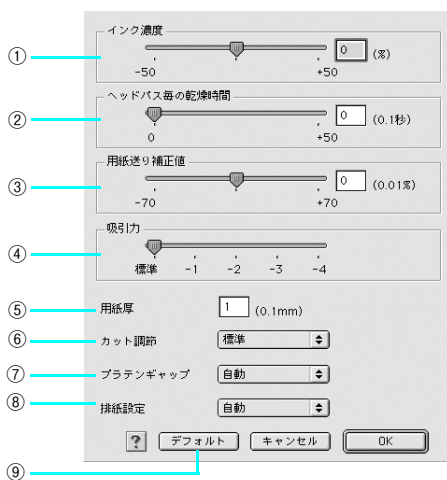 インク濃度
① 0 (%)
-50 +50
ヘッドパス毎の乾燥時間
② 0 (0.1秒)
0 +50
用紙送り補正値
③ 0 (0.01%)
-70 +70
吸引力
④
標準 -1 -2 -3 -4
⑤ 用紙厚 1 (0.1mm)
⑥ カット調節 標準
⑦ プラテンギャップ 自動
⑧ 排紙設定 自動
? デフォルト キャンセル OK
⑨